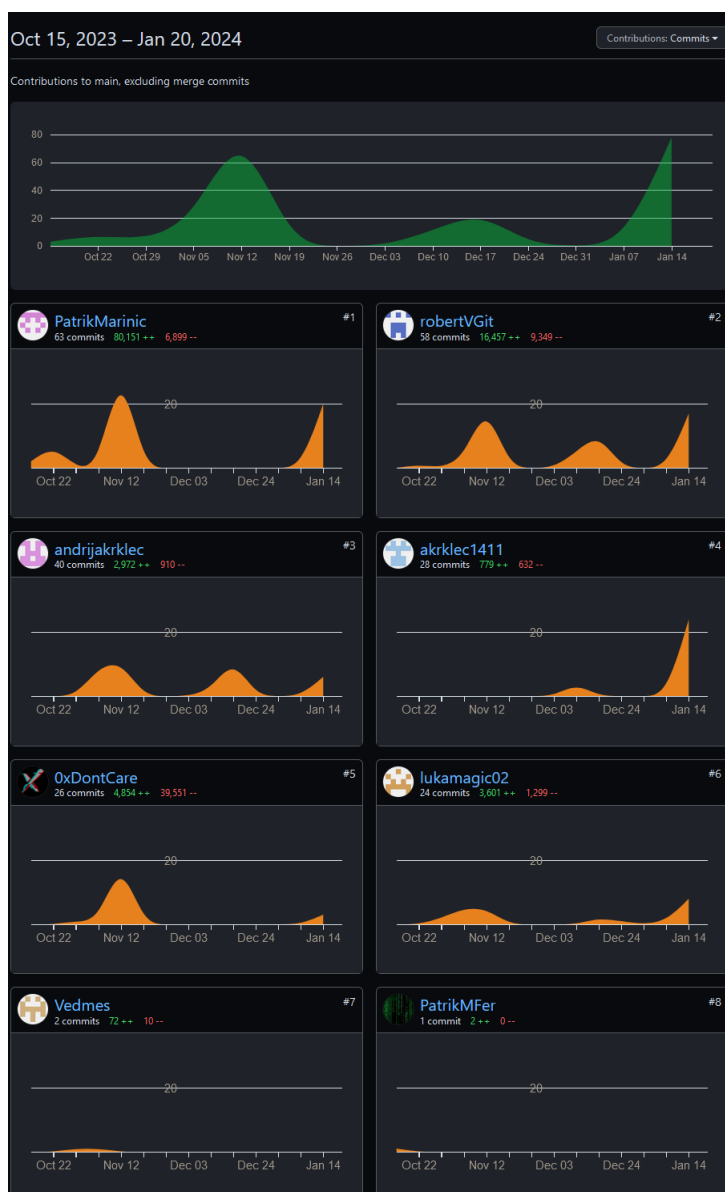 Oct 15, 2023 – Jan 20, 2024
Contributions: Commits
Contributions to main, excluding merge commits
80
60
40
20
0
Oct 22 Oct 29 Nov 05 Nov 12 Nov 19 Nov 26 Dec 03 Dec 10 Dec 17 Dec 24 Dec 31 Jan 07 Jan 14
PatrikMarinic #1
63 commits 80,151 ++ 6,899 --
20
Oct 22 Nov 12 Dec 03 Dec 24 Jan 14
robertVGit #2
58 commits 16,457 ++ 9,349 --
20
Oct 22 Nov 12 Dec 03 Dec 24 Jan 14
andrijakrklec #3
40 commits 2,972 ++ 910 --
20
Oct 22 Nov 12 Dec 03 Dec 24 Jan 14
akrklec1411 #4
28 commits 779 ++ 632 --
20
Oct 22 Nov 12 Dec 03 Dec 24 Jan 14
0xDontCare #5
26 commits 4,854 ++ 39,551 --
20
Oct 22 Nov 12 Dec 03 Dec 24 Jan 14
lukamagic02 #6
24 commits 3,601 ++ 1,299 --
20
Oct 22 Nov 12 Dec 03 Dec 24 Jan 14
Vedmes #7
2 commits 72 ++ 10 --
20
Oct 22 Nov 12 Dec 03 Dec 24 Jan 14
PatrikMFer #8
1 commit 2 ++ 0 --
20
Oct 22 Nov 12 Dec 03 Dec 24 Jan 14